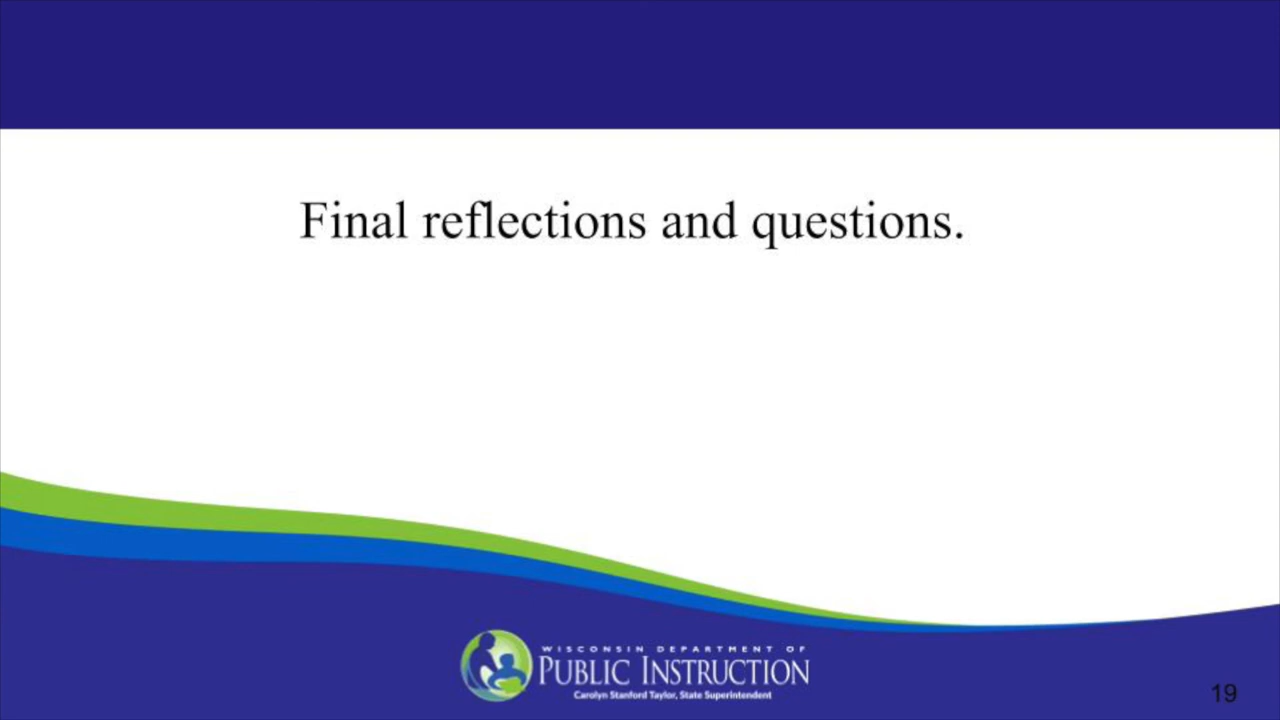 Final reflections and questions.
WISCONSIN DEPARTMENT OF
PUBLIC INSTRUCTION
Carolyn Stanford Taylor, State Superintendent
19